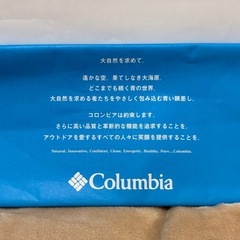 大自然を求めて、
遥かな空、果てしなき大海原、
どこまでも続く青の世界。
大自然を求める者たちをやさしく包み込む青い銀差し。
コロンビアは約束します。
さらに高い品質と革新的な機能を追求することを。
アウトドアを愛するすべての人々に笑顔を提供することを。
Natural, Innovative, Confident, Clean, Energetic, Healthy, Pure...Columbia.
Columbia